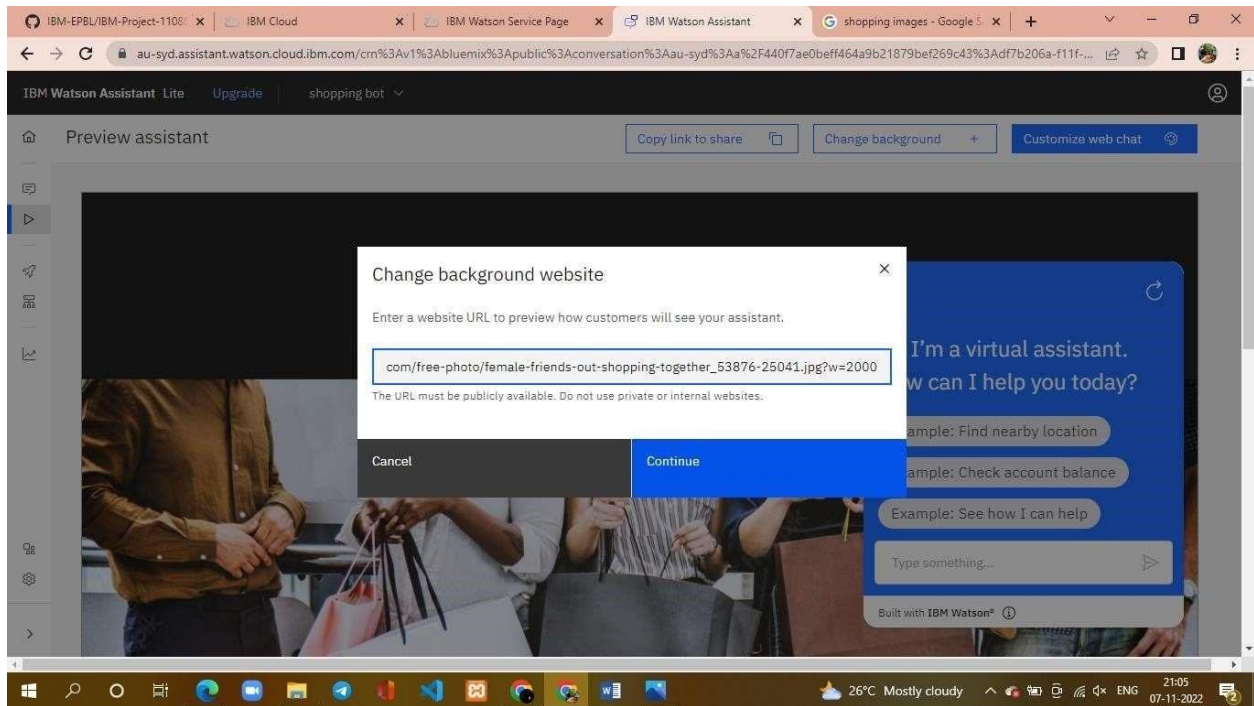 IBM-EPBL/IBM-Project-1108
IBM Cloud
IBM Watson Service Page
IBM Watson Assistant
shopping images - Google S
au-syd.assistant.watson.cloud.ibm.com/crn%3Av1%3Abluemix%3Apublic%3Aconversation%3Aau-syd%3Aa%2F440f7ae0beff464a9b21879bef269c43%3Adf7b206a-f11f-...
IBM Watson Assistant Lite Upgrade shopping bot
Preview assistant
Copy link to share
Change background +
Customize web chat
Change background website
Enter a website URL to preview how customers will see your assistant.
com/free-photo/female-friends-out-shopping-together_53876-25041.jpg?w=2000
The URL must be publicly available. Do not use private or internal websites.
Cancel
Continue
I'm a virtual assistant.
w can I help you today?
ample: Find nearby location
ample: Check account balance
Example: See how I can help
Type something...
Built with IBM Watson®
26°C Mostly cloudy
ENG
21:05
07-11-2022
2